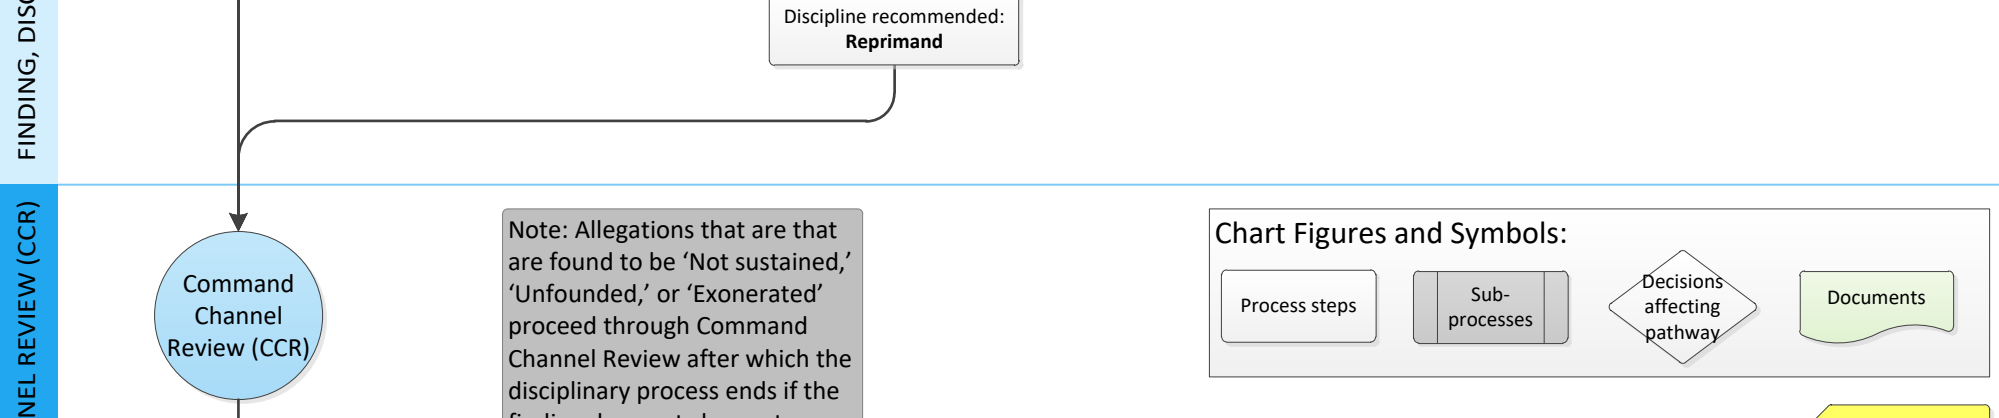 FINDING, DISC
Discipline recommended:
Reprimand
NEL REVIEW (CCR)
Command
Channel
Review (CCR)
Note: Allegations that are that
are found to be ‘Not sustained,’
‘Unfounded,’ or ‘Exonerated’
proceed through Command
Channel Review after which the
disciplinary process ends if the
Chart Figures and Symbols:
Process steps
Sub-
processes
Decisions
affecting
pathway
Documents